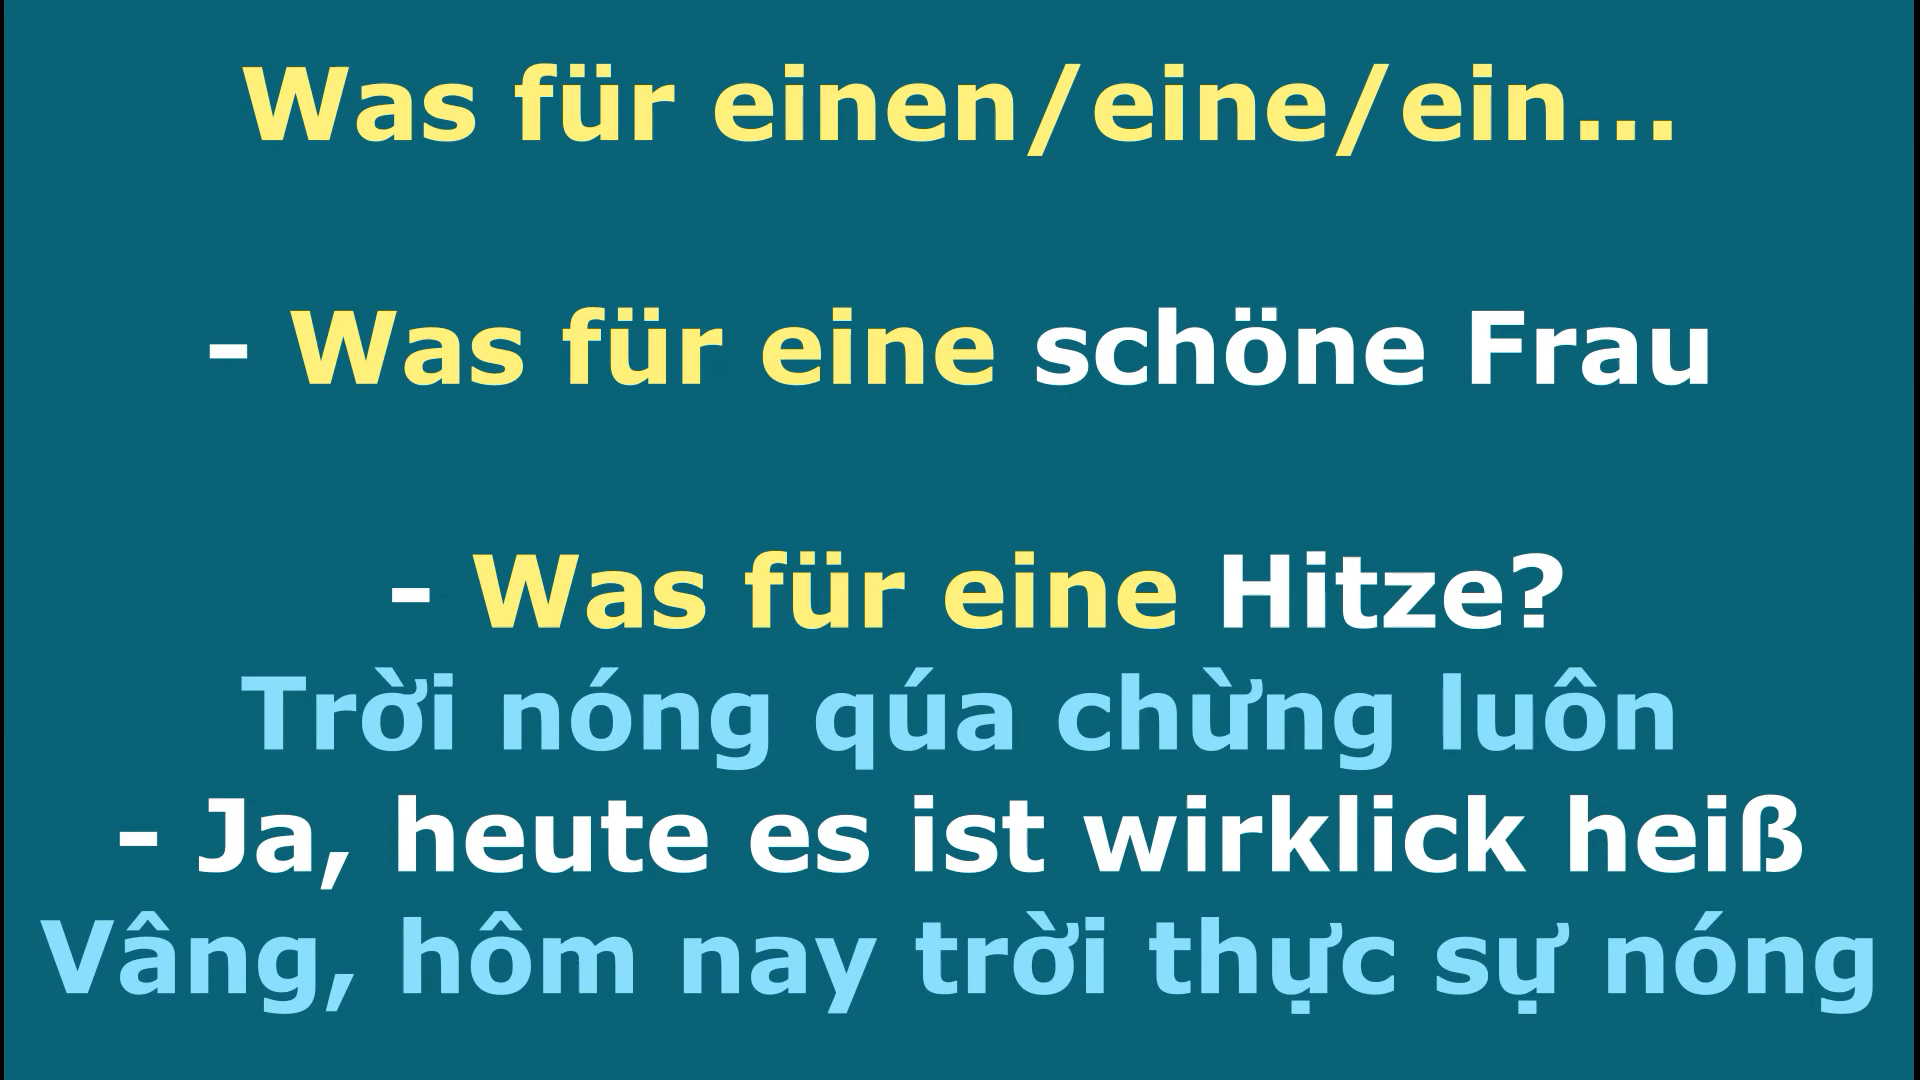 Was für einen/eine/ein...
- Was für eine schöne Frau
- Was für eine Hitze?
Trời nóng qúa chừng luôn
- Ja, heute es ist wirklick heiß
Vâng, hôm nay trời thực sự nóng